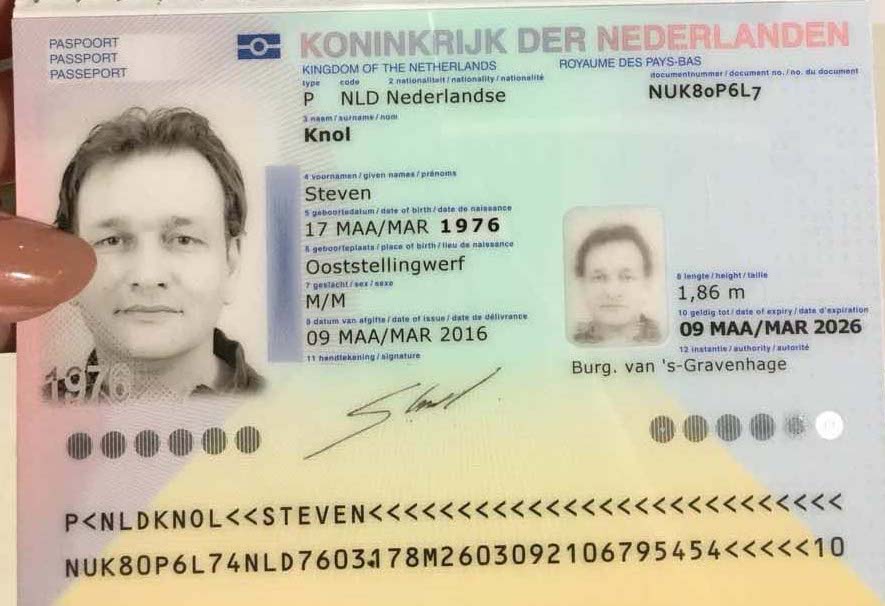 PASPOORT
PASSPORT
PASSEPORT
KONINKRIJK DER NEDERLANDEN
KINGDOM OF THE NETHERLANDS ROYAUME DES PAYS-BAS
type code 2 nationaliteit / nationality / nationalité documentnummer / document no. / no. du document
P NLD Nederlandse NUK80P6L7
3 naam / surname / nom
Knol
4 voornamen / given names / prénoms
Steven
5 geboortedatum / date of birth / date de naissance
17 MAA/MAR 1976
6 geboorteplaats / place of birth / lieu de naissance
Ooststellingwerf
7 geslacht / sex / sexe
M/M
8 lengte / height / taille
1,86 m
9 datum van afgifte / date of issue / date de délivrance
09 MAA/MAR 2016
10 geldig tot / date of expiry / date d'expiration
09 MAA/MAR 2026
11 handtekening / signature
12 instantie / authority / autorité
Burg. van 's-Gravenhage
1976
P<NLDKNOL<<STEVEN<<<<<<<<<<<<<<<<<<<<<<<<<<<
NUK80P6L74NLD7603178M2603092106795454<<<<<10